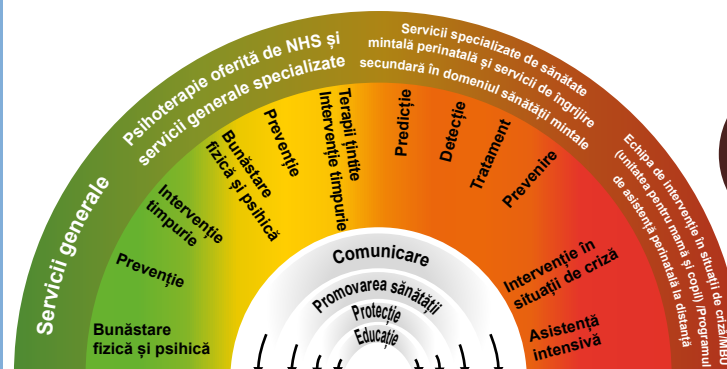 Servicii generale
Psihoterapie oferită de NHS și
servicii generale specializate
Servicii specializate de sănătate
mintală perinatală și servicii de îngrijire
secundară în domeniul sănătății mintale
Echipa de intervenție în situații de criză/MBU
(unitatea pentru mamă și copil) /Programul
de asistență perinatală la distanță
Bunăstare
fizică și psihică
Prevenție
Intervenție
timpurie
Bunăstare
fizică și psihică
Prevenție
Terapii țintite
Intervenție timpurie
Predicție
Detecție
Tratament
Prevenire
Intervenție în
situații de criză
Asistență
intensivă
Comunicare
Promovarea sănătății
Protecție
Educație